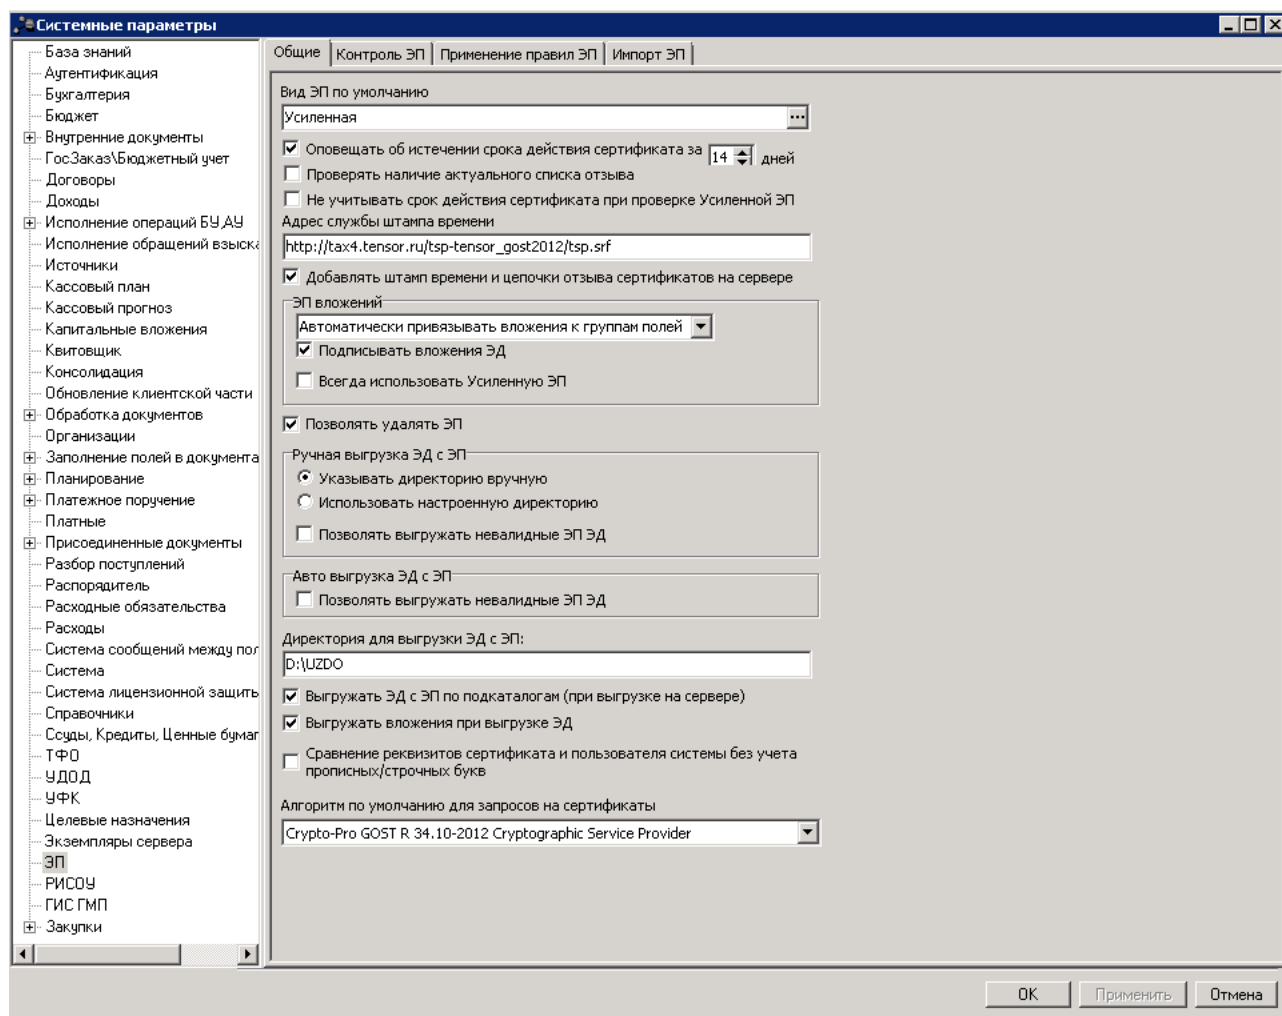 Системные параметры
База знаний
Аутентификация
Бухгалтерия
Бюджет
Внутренние документы
ГосЗаказ\Бюджетный учет
Договоры
Доходы
Исполнение операций БУ,АУ
Исполнение обращений взыска
Источники
Кассовый план
Кассовый прогноз
Капитальные вложения
Квитовщик
Консолидация
Обновление клиентской части
Обработка документов
Организации
Заполнение полей в документа
Планирование
Платежное поручение
Платные
Присоединенные документы
Разбор поступлений
Распорядитель
Расходные обязательства
Расходы
Система сообщений между пол
Система
Система лицензионной защить
Справочники
Ссуды, Кредиты, Ценные бумаг
ТФО
УДОД
УФК
Целевые назначения
Экземпляры сервера
ЭП
РИСОУ
ГИС ГМП
Закупки
Общие Контроль ЭП Применение правил ЭП Импорт ЭП
Вид ЭП по умолчанию
Усиленная ...
Оповещать об истечении срока действия сертификата за 14 дней
Проверять наличие актуального списка отзыва
Не учитывать срок действия сертификата при проверке Усиленной ЭП
Адрес службы штампа времени
http://tax4.tensor.ru/tsp-tensor_gost2012/tsp.srf
Добавлять штамп времени и цепочки отзыва сертификатов на сервере
ЭП вложений
Автоматически привязывать вложения к группам полей
Подписывать вложения ЭД
Всегда использовать Усиленную ЭП
Позволять удалять ЭП
Ручная выгрузка ЭД с ЭП
Указывать директорию вручную
Использовать настроенную директорию
Позволять выгружать невалидные ЭП ЭД
Авто выгрузка ЭД с ЭП
Позволять выгружать невалидные ЭП ЭД
Директория для выгрузки ЭД с ЭП:
D:\UZDO
Выгружать ЭД с ЭП по подкаталогам (при выгрузке на сервере)
Выгружать вложения при выгрузке ЭД
Сравнение реквизитов сертификата и пользователя системы без учета
прописных/строчных букв
Алгоритм по умолчанию для запросов на сертификаты
Crypto-Pro GOST R 34.10-2012 Cryptographic Service Provider
OK Применить Отмена